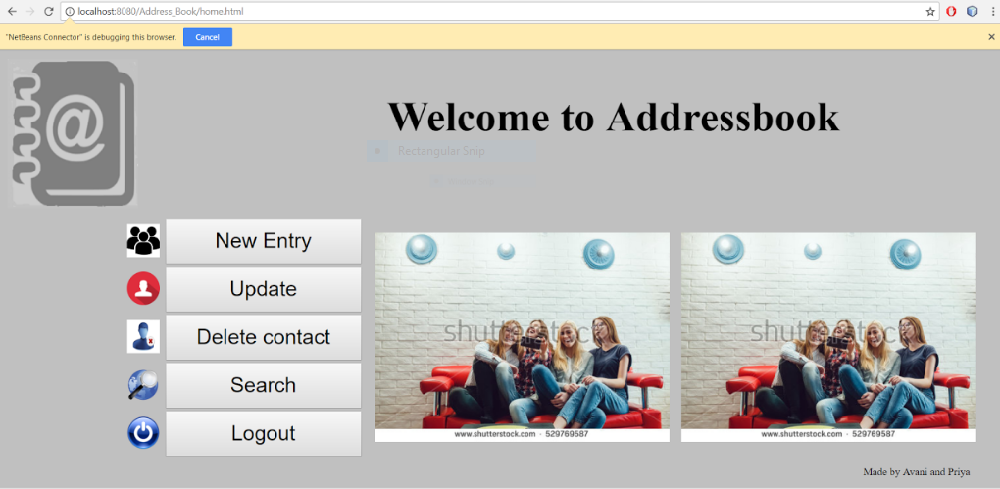 localhost:8080/Address_Book/home.html
"NetBeans Connector" is debugging this browser. Cancel
@
Welcome to Addressbook
Rectangular Snip
New Entry
Update
Delete contact
Search
Logout
shutterstock
www.shutterstock.com · 529769587
shutterstock
www.shutterstock.com · 529769587
Made by Avani and Priya